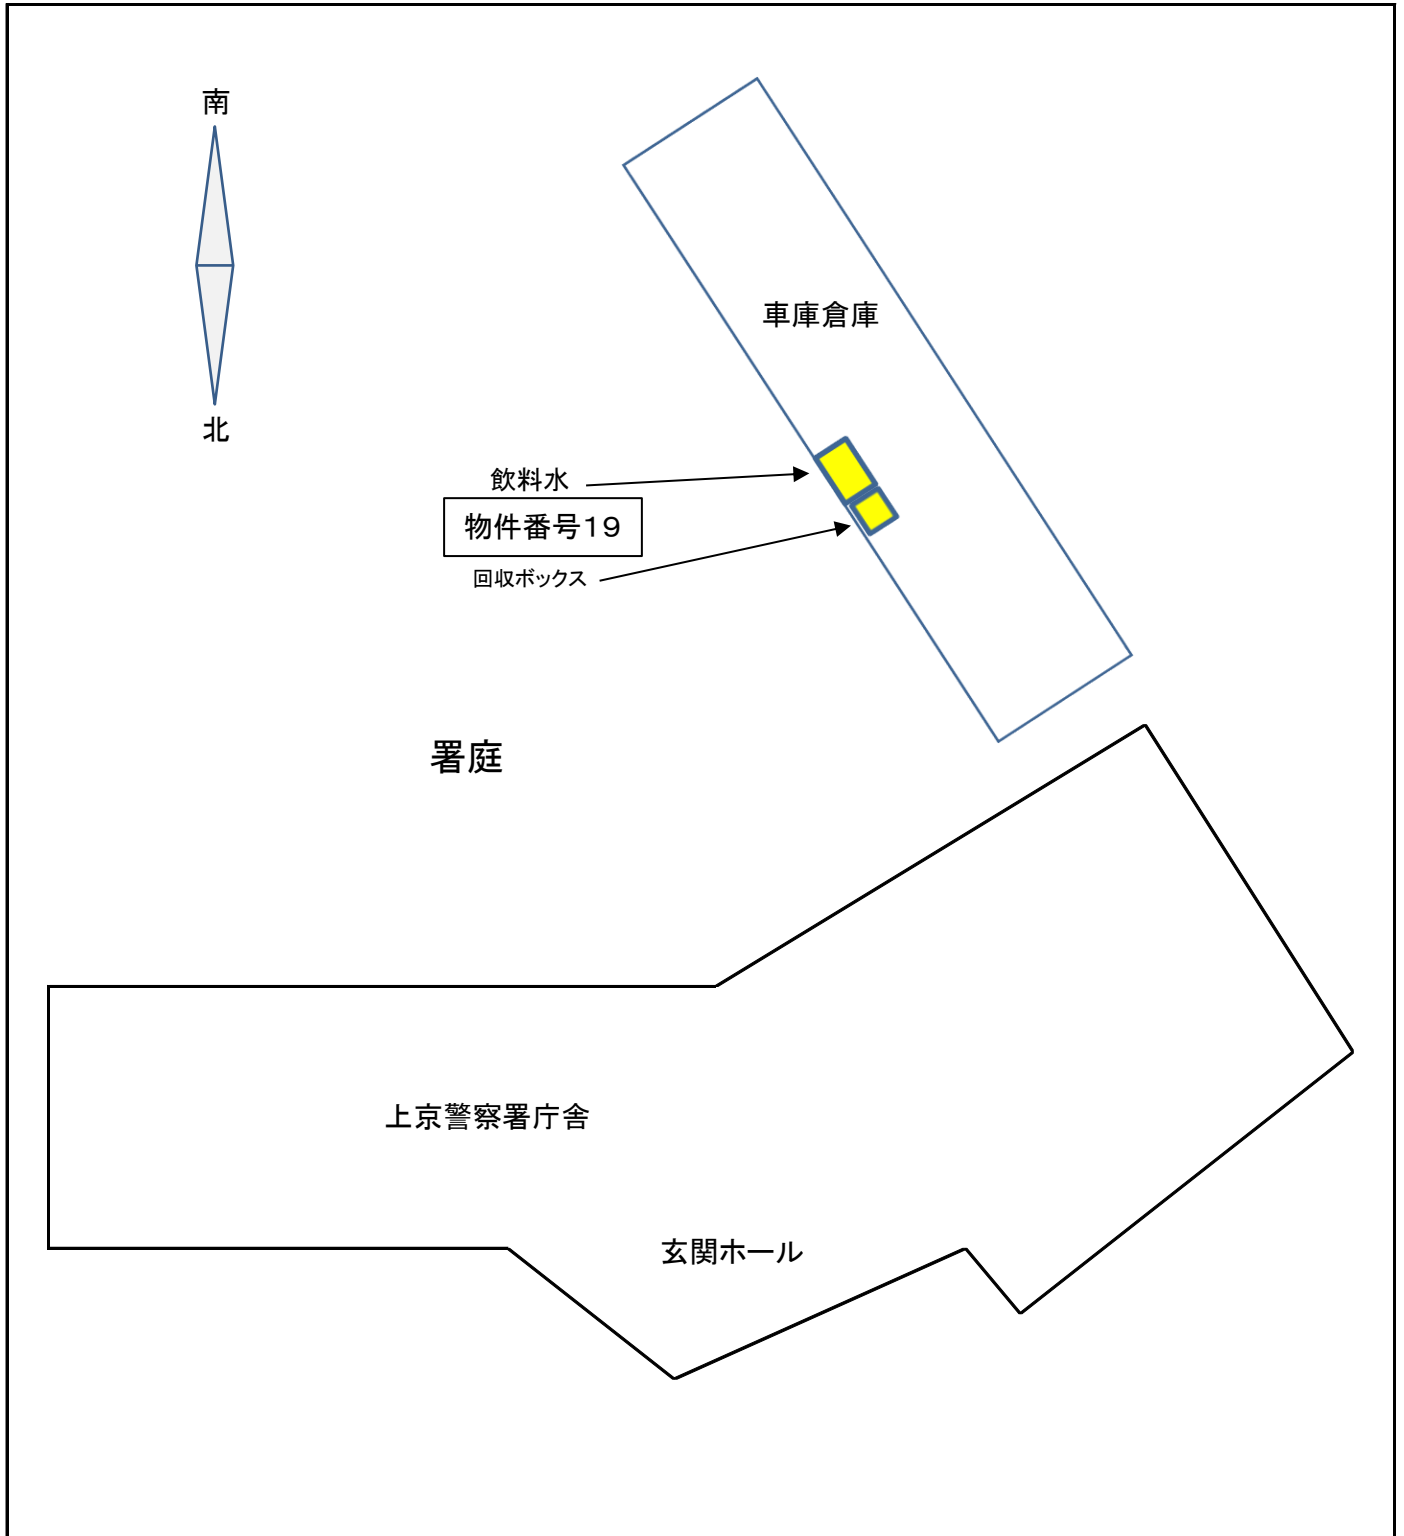 南
車庫倉庫
北
飲料水
物件番号１９
回収ボックス
署庭
上京警察署庁舎
玄関ホール